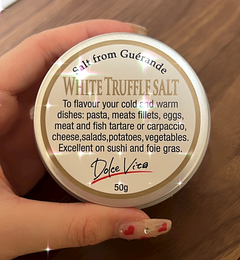 Salt from Guérande
WHITE TRUFFLE SALT
To flavour your cold and warm
dishes: pasta, meats fillets, eggs,
meat and fish tartare or carpaccio,
cheese,salads,potatoes, vegetables.
Excellent on sushi and foie gras.
Dolce Vita
50g